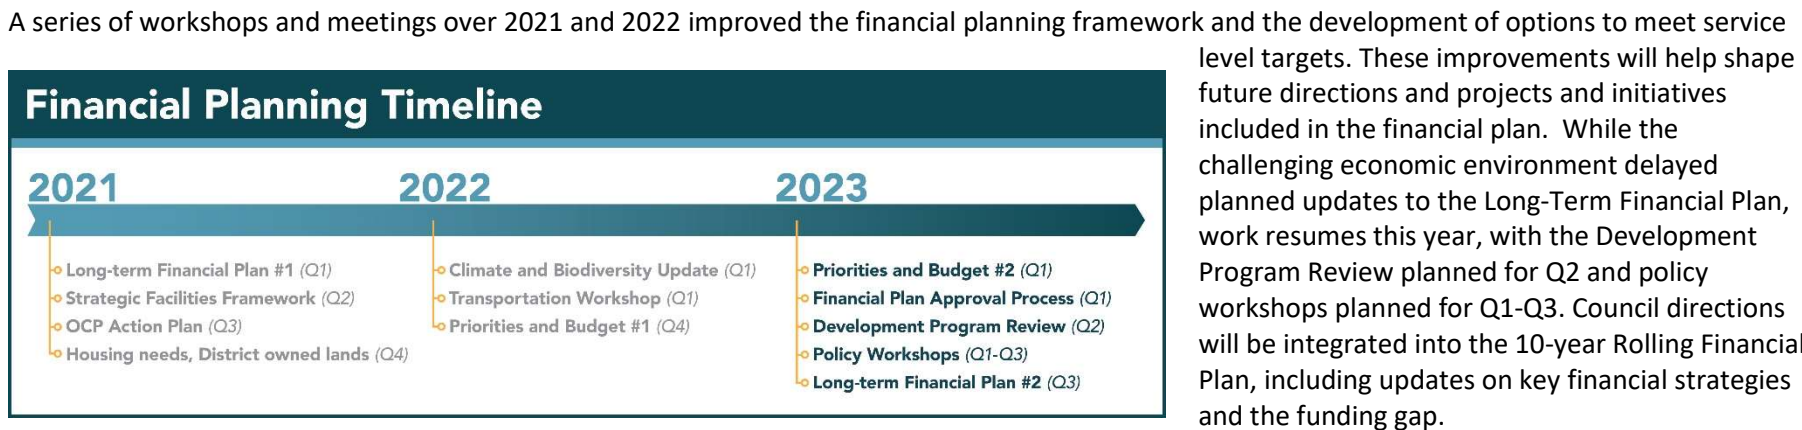 A series of workshops and meetings over 2021 and 2022 improved the financial planning framework and the development of options to meet service
level targets. These improvements will help shape
future directions and projects and initiatives
included in the financial plan.  While the
challenging economic environment delayed
planned updates to the Long-Term Financial Plan,
work resumes this year, with the Development
Program Review planned for Q2 and policy
workshops planned for Q1-Q3. Council directions
will be integrated into the 10-year Rolling Financial
Plan, including updates on key financial strategies
and the funding gap.
Financial Planning Timeline
2021
Long-term Financial Plan #1 (Q1)
Strategic Facilities Framework (Q2)
OCP Action Plan (Q3)
Housing needs, District owned lands (Q4)
2022
Climate and Biodiversity Update (Q1)
Transportation Workshop (Q1)
Priorities and Budget #1 (Q4)
2023
Priorities and Budget #2 (Q1)
Financial Plan Approval Process (Q1)
Development Program Review (Q2)
Policy Workshops (Q1-Q3)
Long-term Financial Plan #2 (Q3)